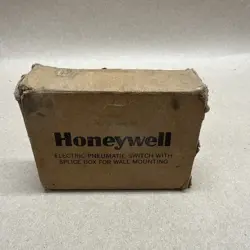 Honeywell
ELECTRIC-PNEUMATIC SWITCH WITH
SPLICE BOX FOR WALL MOUNTING